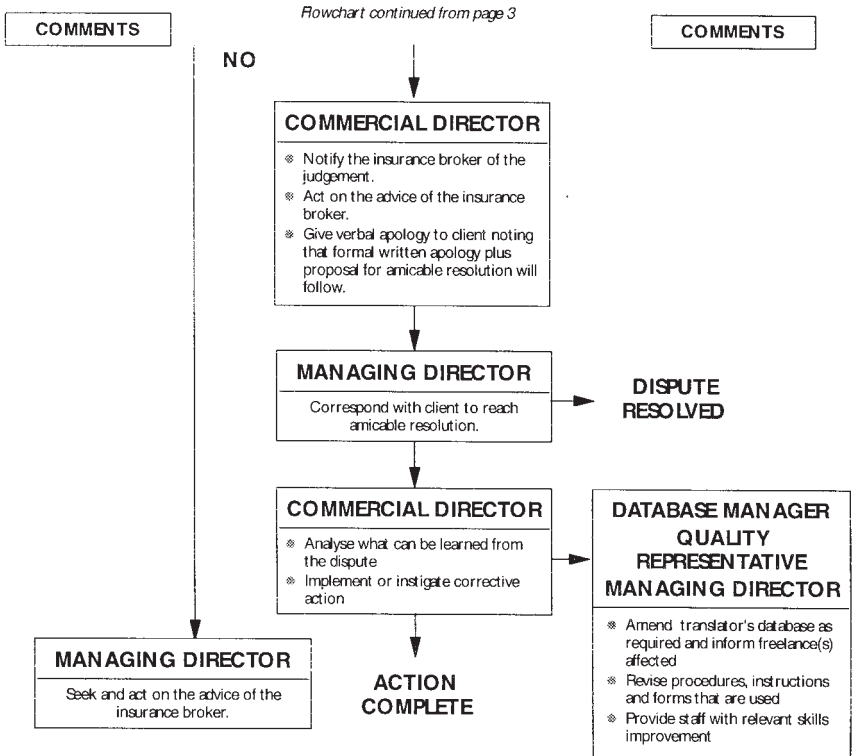 Flowchart continued from page 3
COMMENTS
COMMENTS
NO
COMMERCIAL DIRECTOR
Notify the insurance broker of the
judgement.
Act on the advice of the insurance
broker.
Give verbal apology to client noting
that formal written apology plus
proposal for amicable resolution will
follow.
MANAGING DIRECTOR
Correspond with client to reach
amicable resolution.
DISPUTE
RESOLVED
COMMERCIAL DIRECTOR
Analyse what can be learned from
the dispute
Implement or instigate corrective
action
DATABASE MANAGER
QUALITY
REPRESENTATIVE
MANAGING DIRECTOR
Amend translator's database as
required and inform freelance(s)
affected
Revise procedures, instructions
and forms that are used
Provide staff with relevant skills
improvement
MANAGING DIRECTOR
Seek and act on the advice of the
insurance broker.
ACTION
COMPLETE